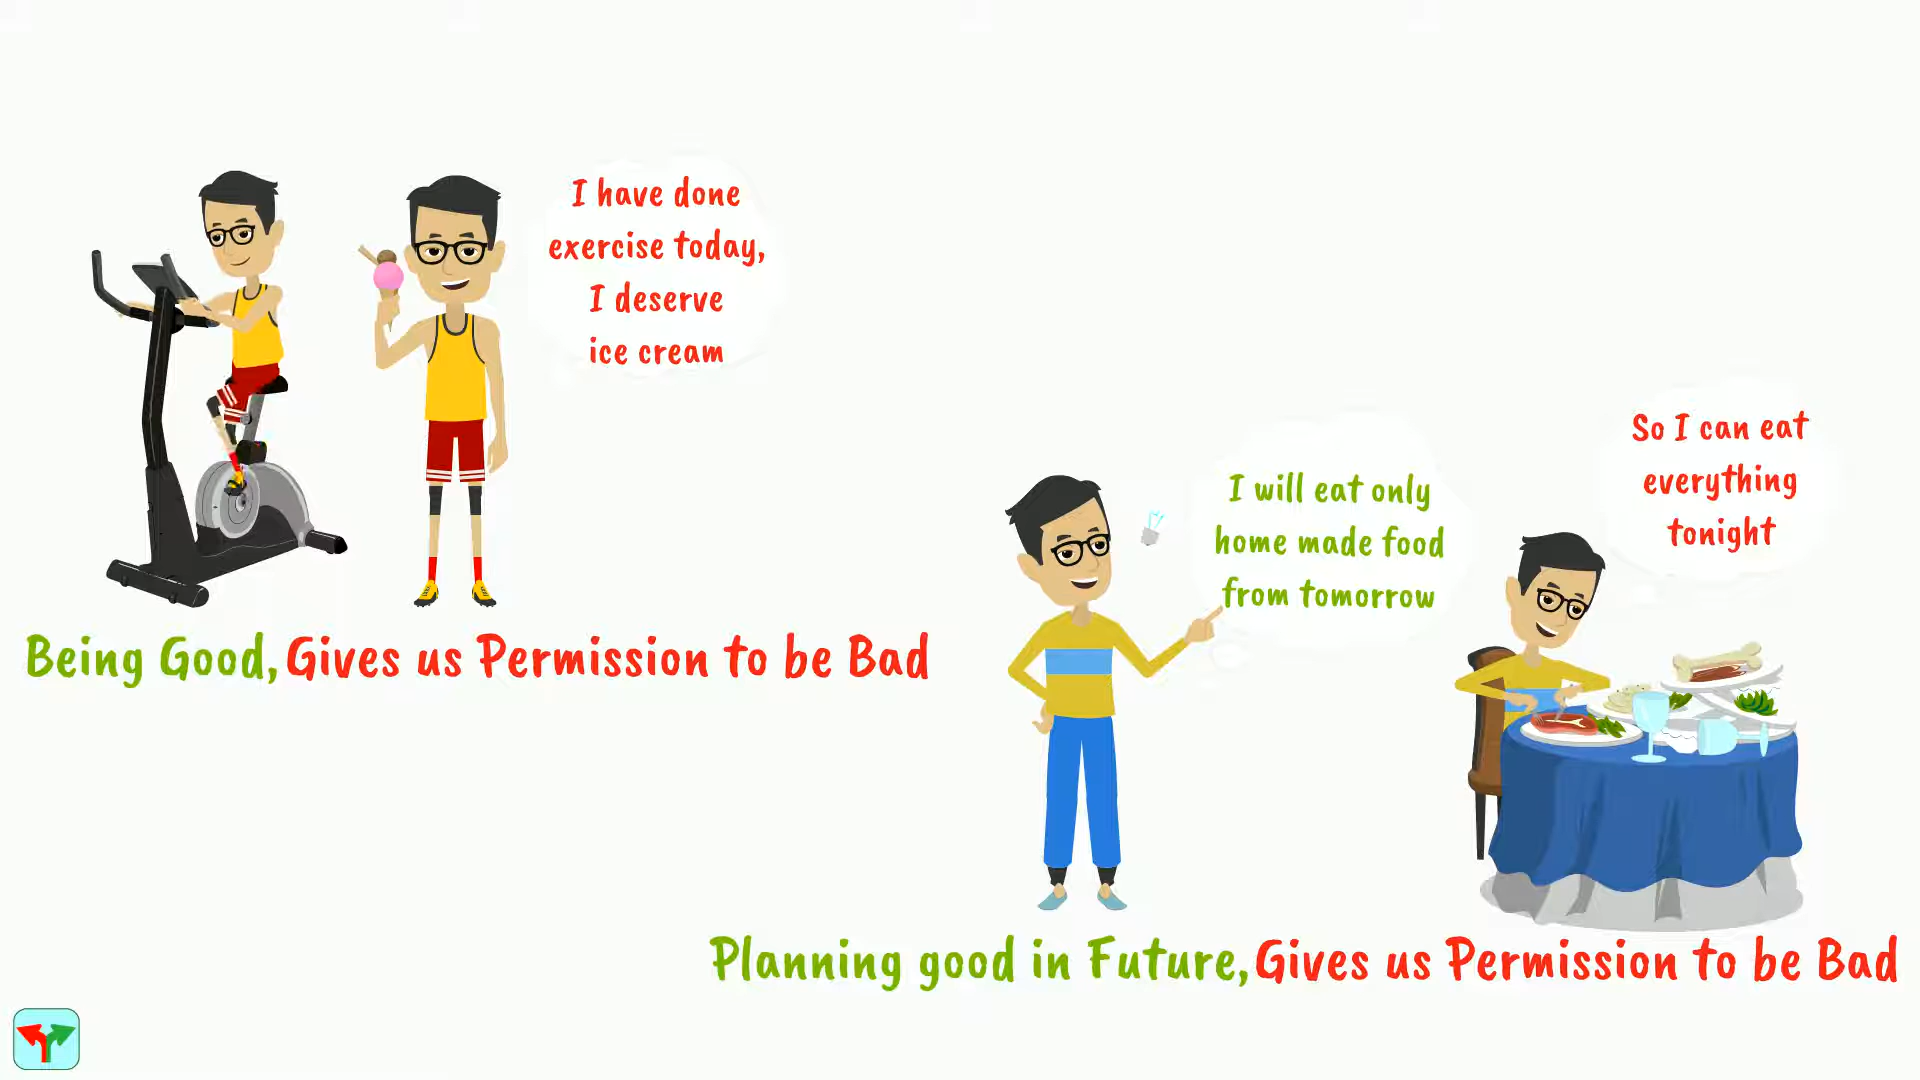 I have done
exercise today,
I deserve
ice cream
Being Good, Gives us Permission to be Bad
I will eat only
home made food
from tomorrow
So I can eat
everything
tonight
Planning good in Future, Gives us Permission to be Bad